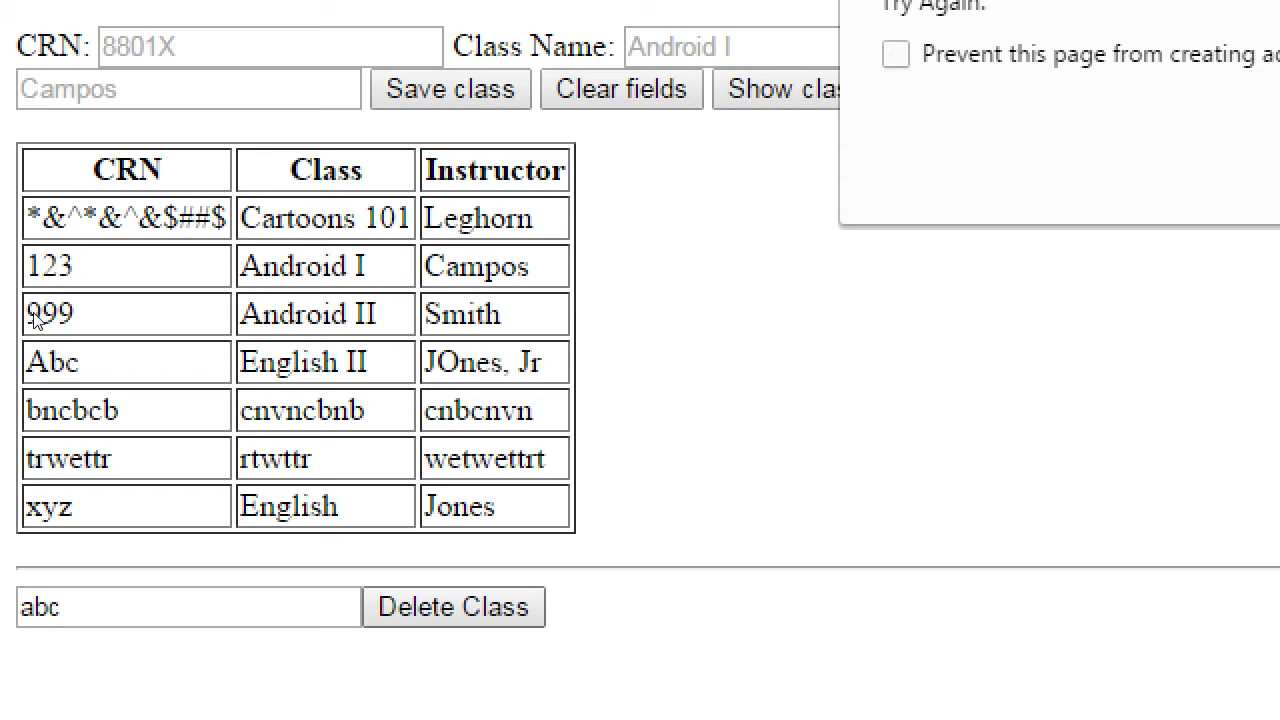 Try Again.
CRN: 8801X Class Name: Android I
Prevent this page from creating
Campos Save class Clear fields Show
CRN Class Instructor
*&^*&^&$##$ Cartoons 101 Leghorn
123 Android I Campos
999 Android II Smith
Abc English II JOnes, Jr
bncbcb cnvncbnb cnbcnvn
trwettr rtwttr wetwettrt
xyz English Jones
abc Delete Class